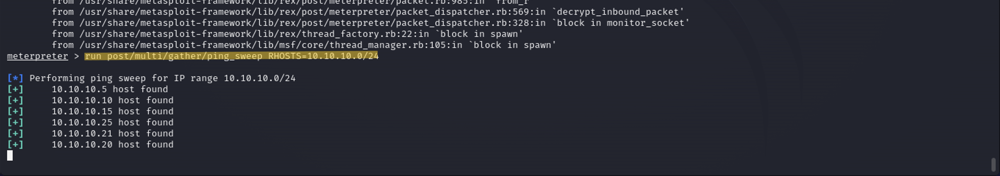 from /usr/share/metasploit-framework/lib/rex/post/meterpreter/packet.rb:985:in `from_r'
from /usr/share/metasploit-framework/lib/rex/post/meterpreter/packet_dispatcher.rb:569:in `decrypt_inbound_packet'
from /usr/share/metasploit-framework/lib/rex/post/meterpreter/packet_dispatcher.rb:328:in `block in monitor_socket'
from /usr/share/metasploit-framework/lib/rex/thread_factory.rb:22:in `block in spawn'
from /usr/share/metasploit-framework/lib/msf/core/thread_manager.rb:105:in `block in spawn'
meterpreter > run post/multi/gather/ping_sweep RHOSTS=10.10.10.0/24
[*] Performing ping sweep for IP range 10.10.10.0/24
[+] 10.10.10.5 host found
[+] 10.10.10.10 host found
[+] 10.10.10.15 host found
[+] 10.10.10.25 host found
[+] 10.10.10.21 host found
[+] 10.10.10.20 host found